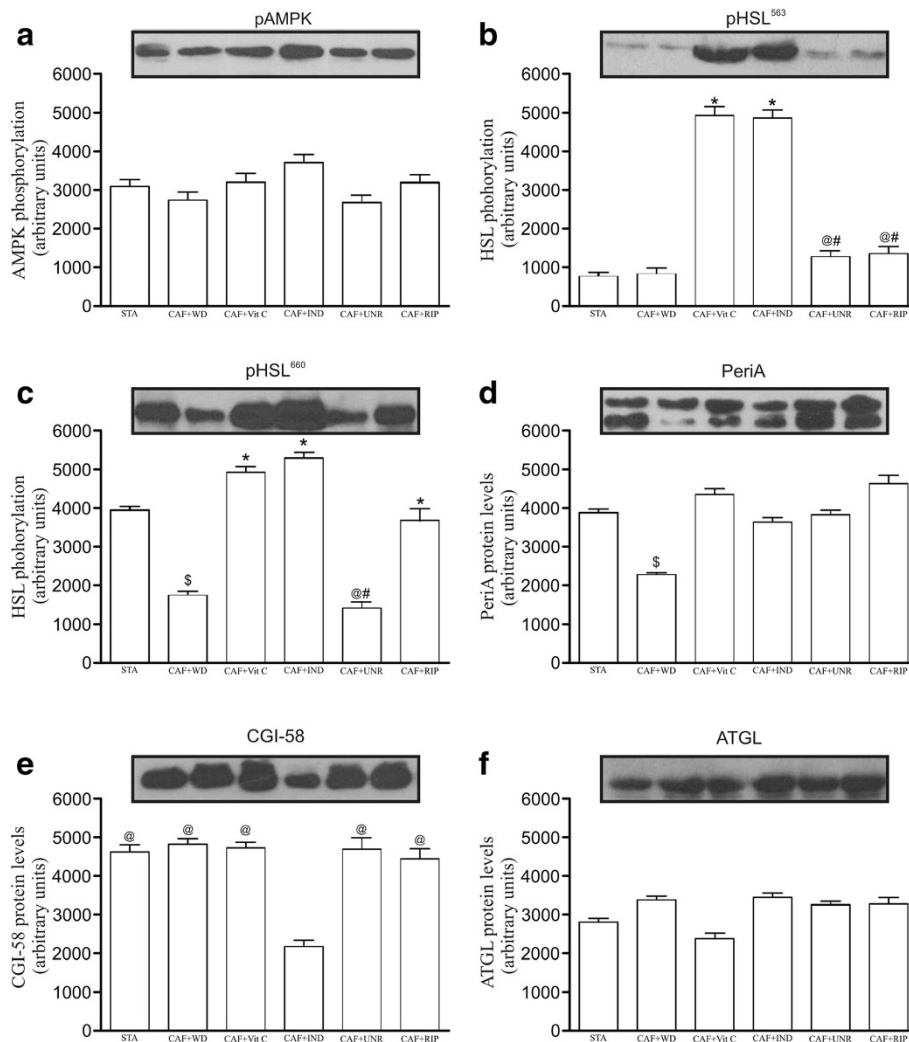 a
pAMPK
AMPK phosphorylation
(arbitrary units)
6000
5000
4000
3000
2000
1000
0
STA CAF+WD CAF+Vit C CAF+IND CAF+UNR CAF+RIP
b
pHSL⁵⁶³
HSL phohorylation
(arbitrary units)
6000
5000
4000
3000
2000
1000
0
* *
@# @#
STA CAF+WD CAF+Vit C CAF+IND CAF+UNR CAF+RIP
c
pHSL⁶⁶⁰
HSL phohorylation
(arbitrary units)
6000
5000
4000
3000
2000
1000
0
$ * * @# *
STA CAF+WD CAF+Vit C CAF+IND CAF+UNR CAF+RIP
d
PeriA
PeriA protein levels
(arbitrary units)
6000
5000
4000
3000
2000
1000
0
$
STA CAF+WD CAF+Vit C CAF+IND CAF+UNR CAF+RIP
e
CGI-58
CGI-58 protein levels
(arbitrary units)
6000
5000
4000
3000
2000
1000
0
@ @ @ @ @
STA CAF+WD CAF+Vit C CAF+IND CAF+UNR CAF+RIP
f
ATGL
ATGL protein levels
(arbitrary units)
6000
5000
4000
3000
2000
1000
0
STA CAF+WD CAF+Vit C CAF+IND CAF+UNR CAF+RIP